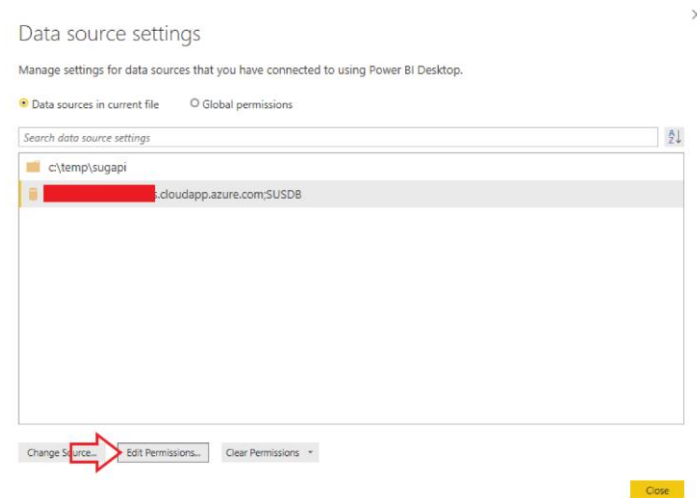 Data source settings
Manage settings for data sources that you have connected to using Power BI Desktop.
Data sources in current file Global permissions
Search data source settings
c:\temp\sugapi
.cloudapp.azure.com;SUSDB
Change Source... Edit Permissions... Clear Permissions
Close